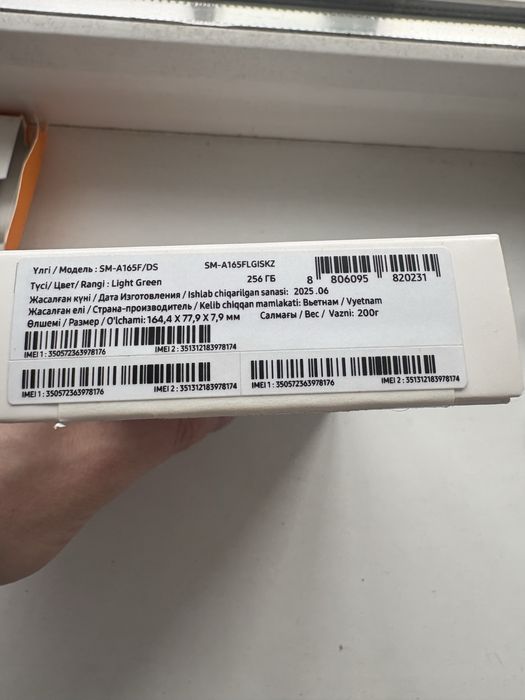 Үлгі / Модель : SM-A165F/DS SM-A165FLGISKZ
Түсі/ Цвет/ Rangi : Light Green 256 ГБ
8 806095 820231
Жасалған күні / Дата Изготовления / Ishlab chiqarilgan sanasi: 2025.06
Жасалған елі / Страна-производитель / Kelib chiqqan mamlakati: Вьетнам / Vyetnam
Өлшемі / Размер / O'lchami: 164,4 X 77,9 X 7,9 мм Салмағы / Вес / Vazni: 200г
IMEI 1 : 350572363978176 IMEI 2 : 351312183978174
IMEI 1 : 350572363978176 IMEI 2 : 351312183978174
IMEI 1 : 350572363978176 IMEI 2 : 351312183978174